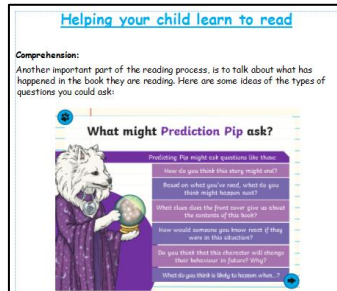 Helping your child learn to read
Comprehension:
Another important part of the reading process, is to talk about what has
happened in the book they are reading. Here are some ideas of the types of
questions you could ask:
What might Prediction Pip ask?
Predicting Pip might ask questions like these:
How do you think this story might end?
Based on what you've read, what do you
think might happen next?
What clues does the front cover give us about
the contents of this book?
How would someone you know react if they
were in this situation?
Do you think that this character will change
their behaviour in future? Why?
What do you think is likely to happen when...?